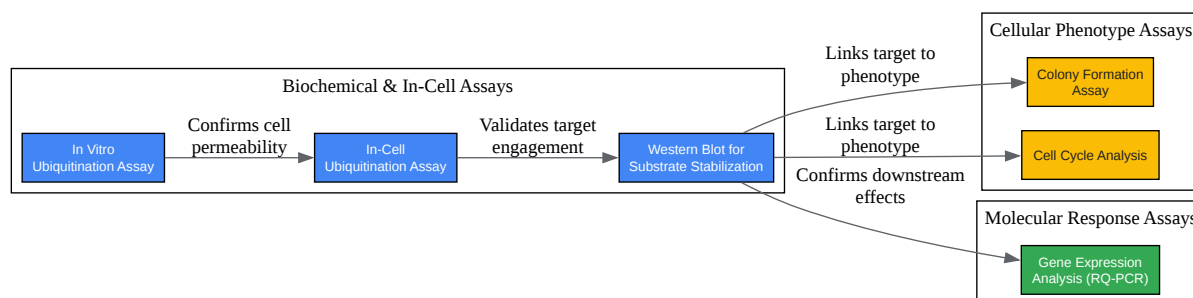 Biochemical & In-Cell Assays
In Vitro
Ubiquitination Assay
Confirms cell
permeability
In-Cell
Ubiquitination Assay
Validates target
engagement
Western Blot for
Substrate Stabilization
Links target to
phenotype
Links target to
phenotype
Confirms downstream
effects
Cellular Phenotype Assays
Colony Formation
Assay
Cell Cycle Analysis
Molecular Response Assays
Gene Expression
Analysis (RQ-PCR)